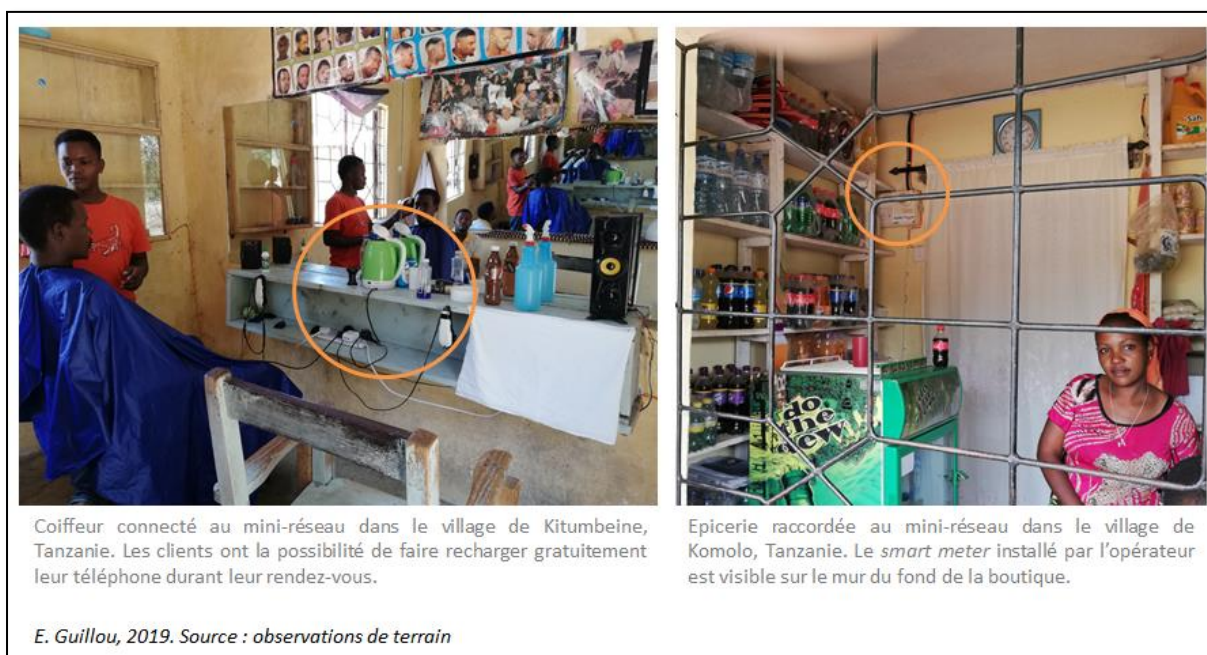 do
the
ew
Coiffeur connecté au mini-réseau dans le village de Kitumbeine,
Tanzanie. Les clients ont la possibilité de faire recharger gratuitement
leur téléphone durant leur rendez-vous.
Epicerie raccordée au mini-réseau dans le village de
Komolo, Tanzanie. Le smart meter installé par l’opérateur
est visible sur le mur du fond de la boutique.
E. Guillou, 2019. Source : observations de terrain